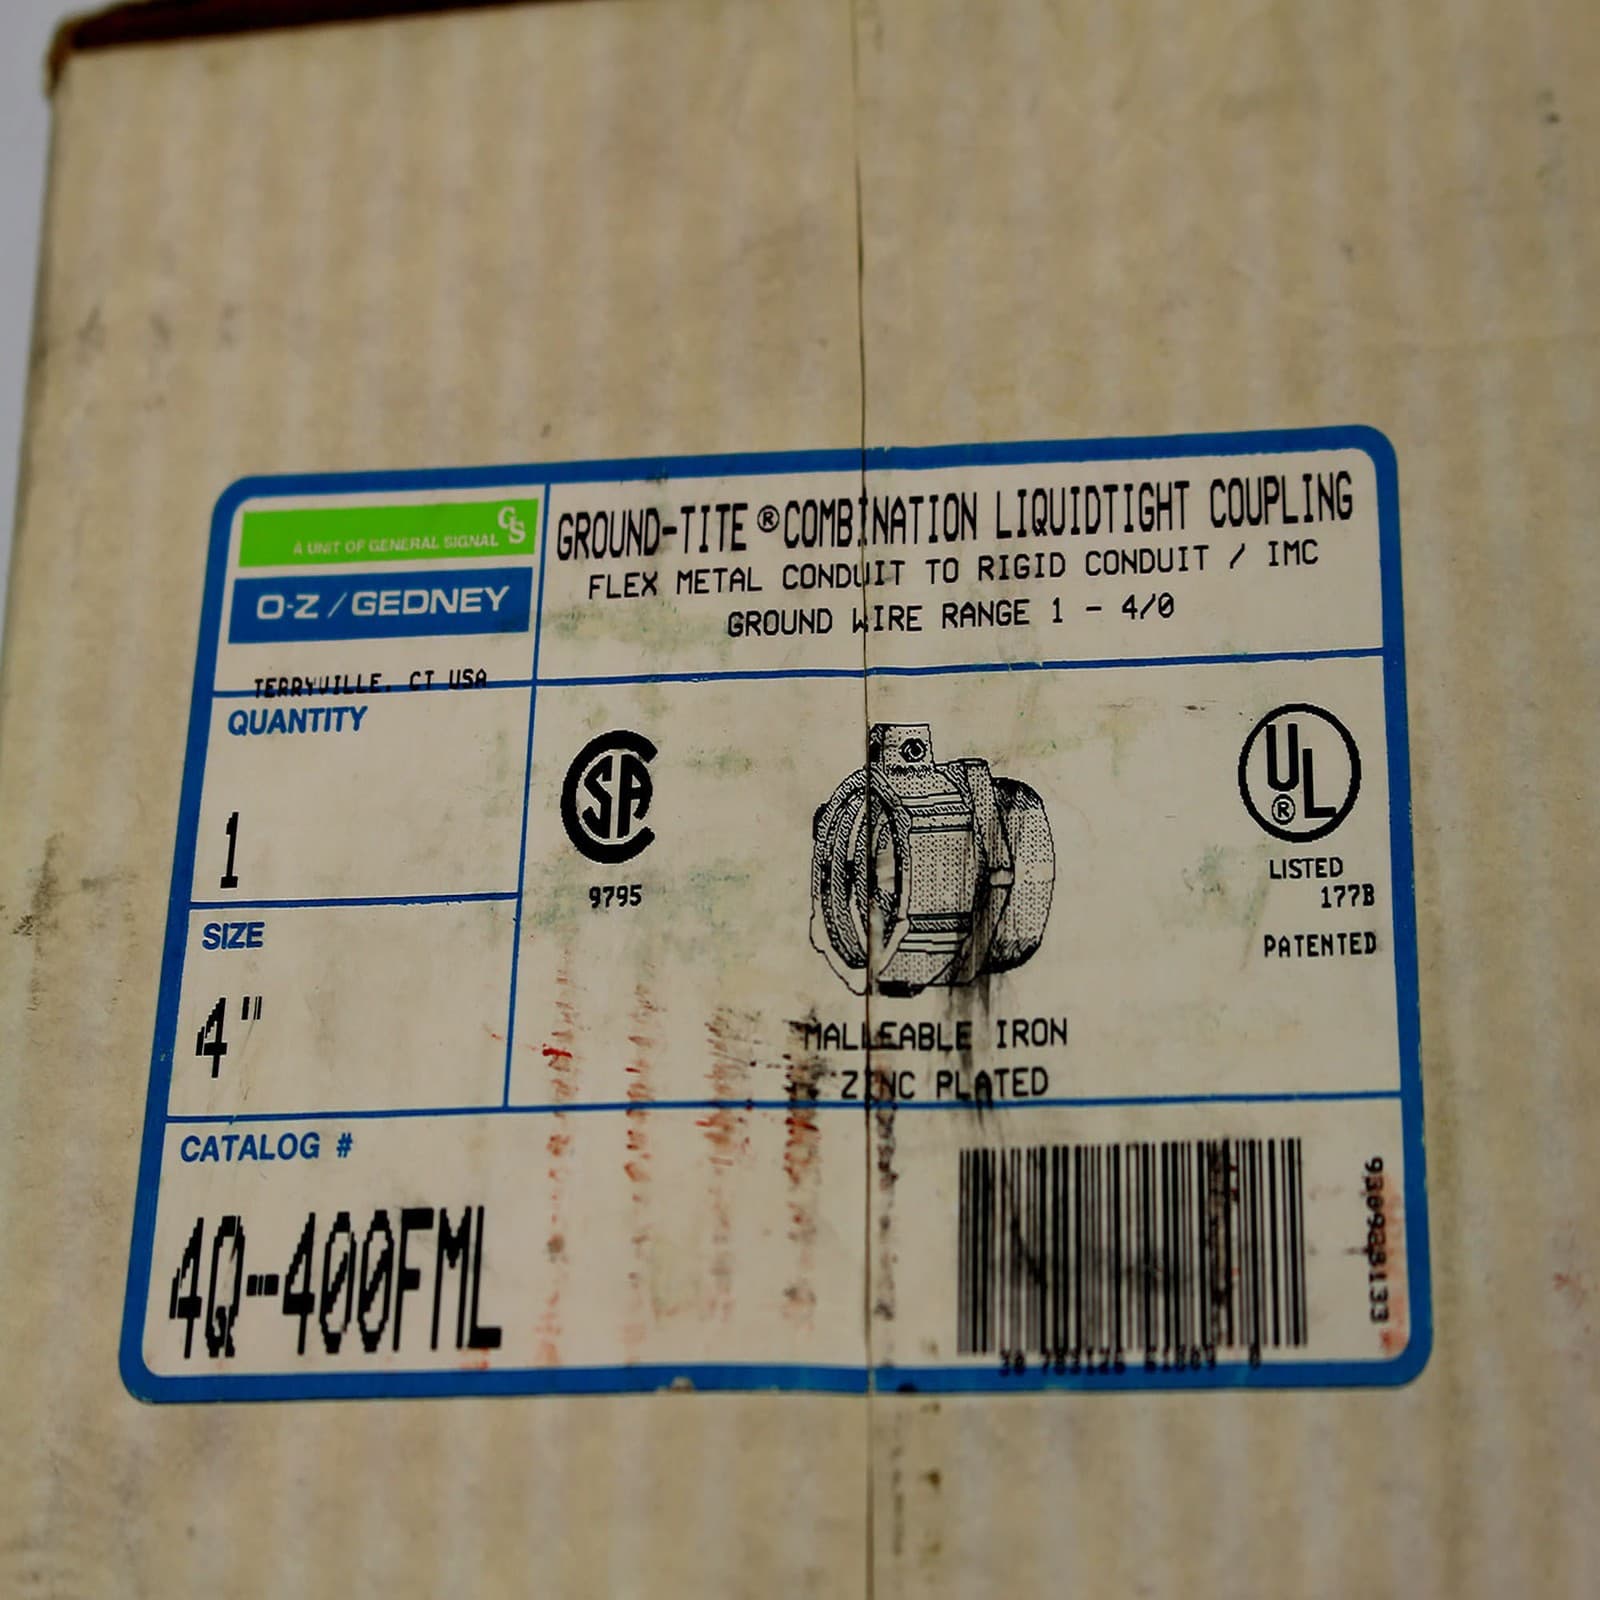 GS
A UNIT OF GENERAL SIGNAL
O-Z/GEDNEY
TERRYVILLE, CT USA
GROUND-TITE® COMBINATION LIQUIDTIGHT COUPLING
FLEX METAL CONDUIT TO RIGID CONDUIT / IMC
GROUND WIRE RANGE 1 - 4/0
QUANTITY
1
SIZE
4"
SA
9795
UL
®
LISTED
177B
PATENTED
MALLEABLE IRON
ZINC PLATED
CATALOG #
4Q-400FML